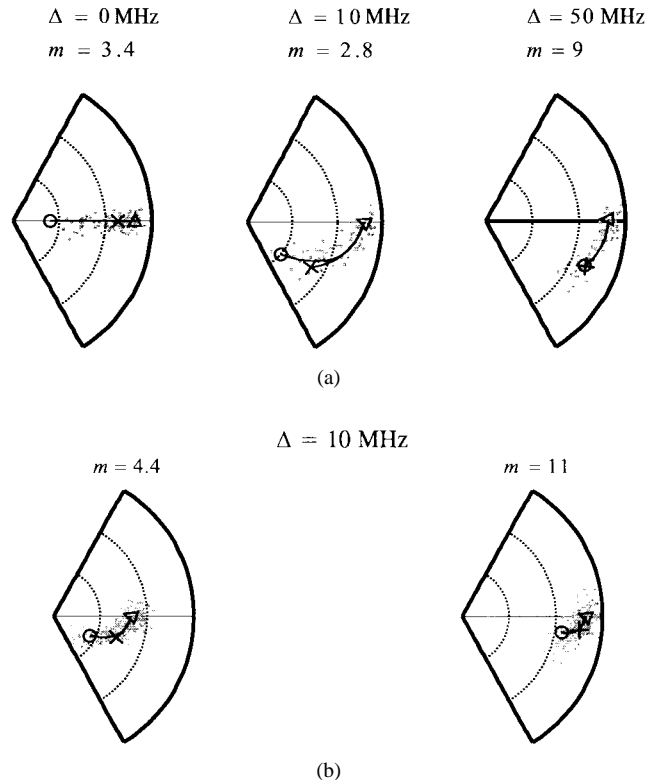 Δ = 0 MHz Δ = 10 MHz Δ = 50 MHz
m = 3.4 m = 2.8 m = 9
(a)
Δ = 10 MHz
m = 4.4 m = 11
(b)